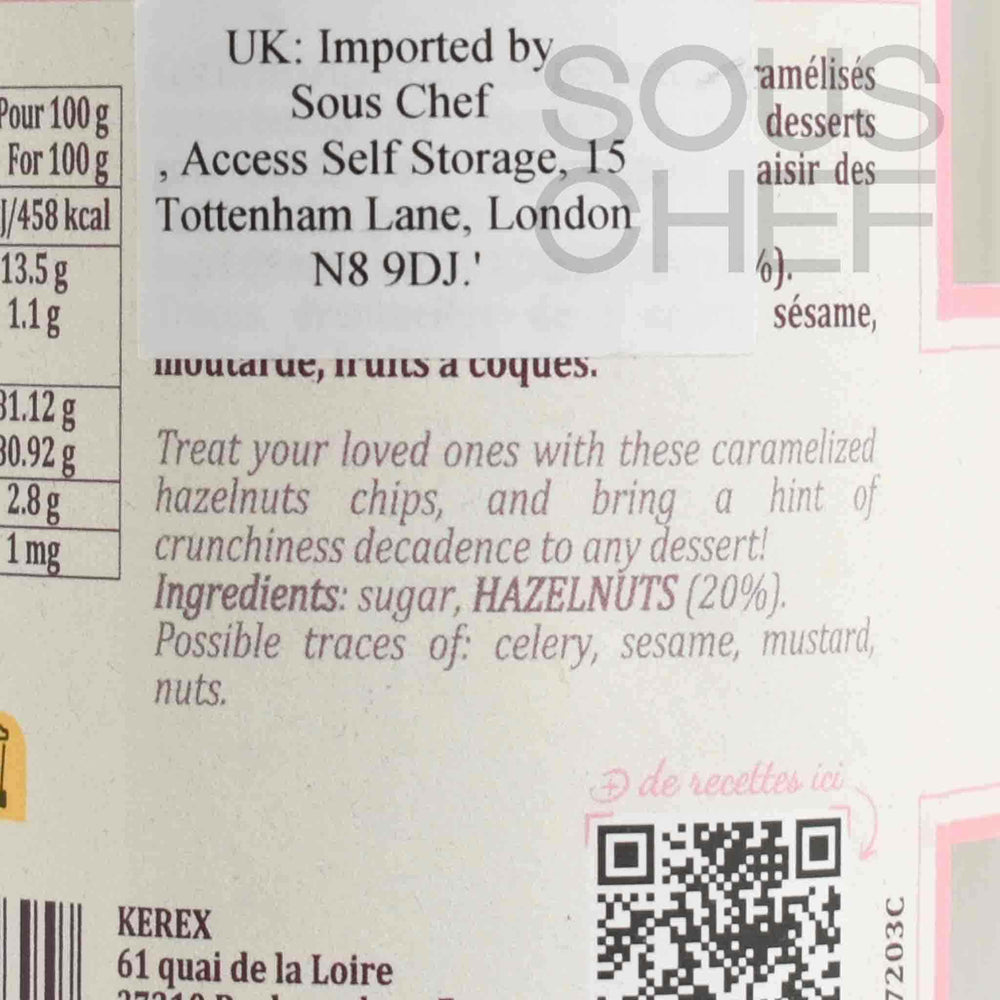 UK: Imported by
Sous Chef
, Access Self Storage, 15
Tottenham Lane, London
N8 9DJ.'
SOUS
CHEF
desserts
des
sésame,
moutarde, fruits à coques.
Pour 100 g
For 100 g
J/458 kcal
13.5 g
1.1 g
31.12 g
30.92 g
2.8 g
1 mg
Treat your loved ones with these caramelized
hazelnuts chips, and bring a hint of
crunchiness decadence to any dessert!
Ingredients: sugar, HAZELNUTS (20%).
Possible traces of: celery, sesame, mustard,
nuts.
de recettes ici
KEREX
61 quai de la Loire
7203C